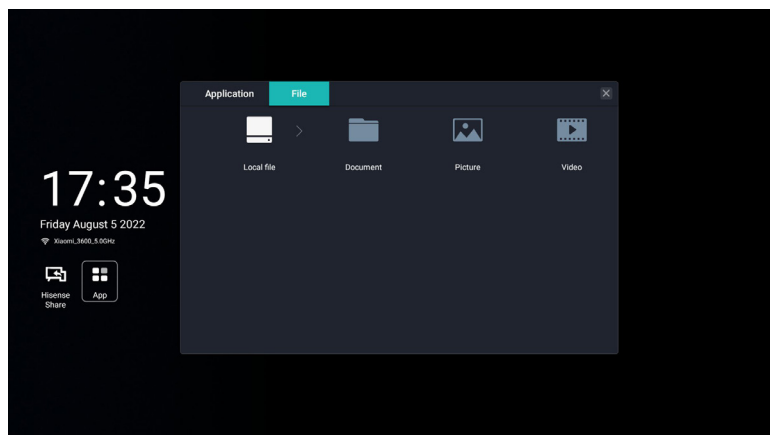 Application
File
Local file
Document
Picture
Video
17:35
Friday August 5 2022
Xiaomi_3600_5.0GHz
Hisense
Share
App